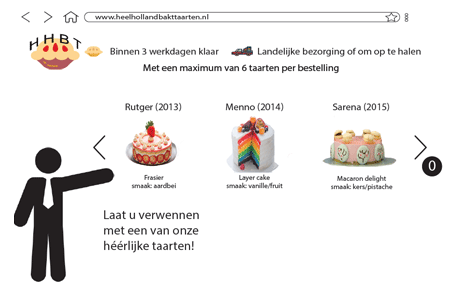 www.heelhollandbakttaarten.nl
HHBT
Binnen 3 werkdagen klaar
Landelijke bezorging of om op te halen
Met een maximum van 6 taarten per bestelling
Rutger (2013)
Menno (2014)
Sarena (2015)
0
Frasier
smaak: aardbei
Layer cake
smaak: vanille/fruit
Macaron delight
smaak: kers/pistache
Laat u verwennen
met een van onze
héérlijke taarten!